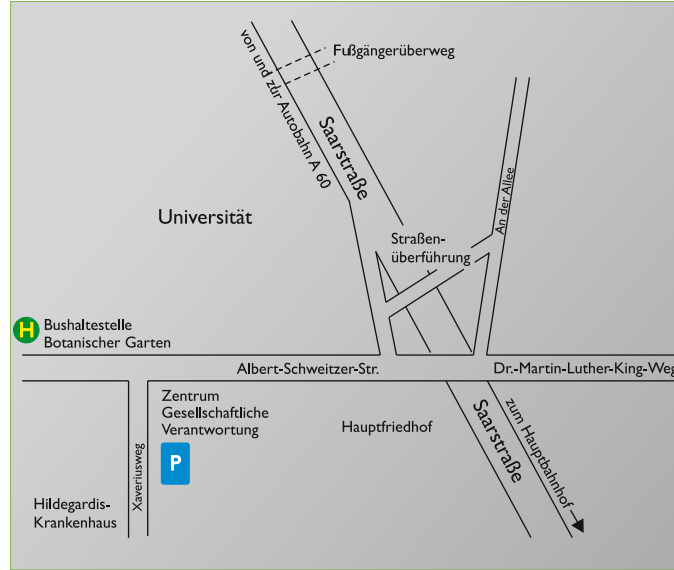 Fußgängerüberweg
von und zur Autobahn A 60
Saarstraße
An der Allee
Universität
Straßen-
überführung
H
Bushaltestelle
Botanischer Garten
Albert-Schweitzer-Str.
Dr.-Martin-Luther-King-Weg
Zentrum
Gesellschaftliche
Verantwortung
P
Hauptfriedhof
Saarstraße
zum Hauptbahnhof
Xaveriusweg
Hildegardis-
Krankenhaus